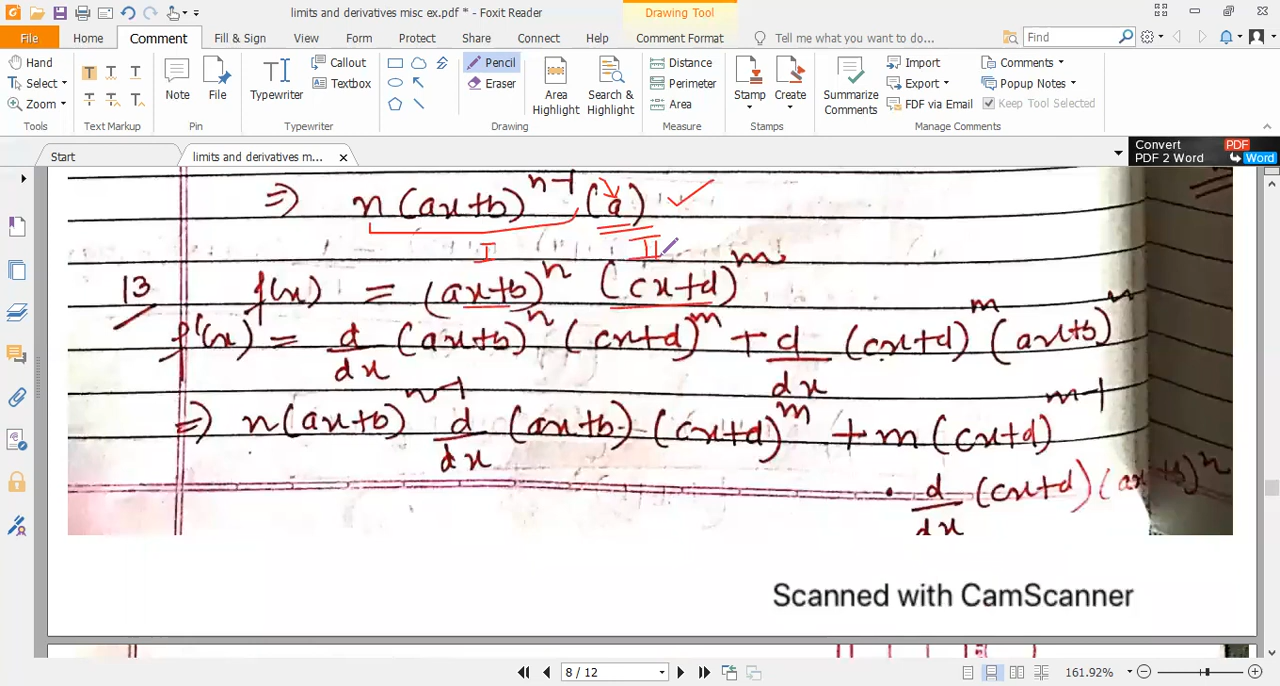 limits and derivatives misc ex.pdf * - Foxit Reader
Drawing Tool
File Home Comment Fill & Sign View Form Protect Share Connect Help Comment Format Tell me what you want to do... Find
Hand
Select
Zoom
Tools
Text Markup
Note
File
Pin
Typewriter
Callout
Textbox
Typewriter
Pencil
Eraser
Drawing
Area Highlight
Search & Highlight
Distance
Perimeter
Area
Measure
Stamp
Create
Stamps
Summarize Comments
Import
Export
FDF via Email
Comments
Popup Notes
Keep Tool Selected
Manage Comments
Start
limits and derivatives m...
Convert PDF
PDF 2 Word Word
⇒ n(ax+b)^{n-1} (a) ✓
I II
13 f(x) = (ax+b)^n (cx+d)^m
f'(x) = d/dx (ax+b)^n (cx+d)^m + d/dx (cx+d)^m (ax+b)^n
⇒ n(ax+b)^{n-1} d/dx (ax+b) (cx+d)^m + m(cx+d)^{m-1}
. d/dx (cx+d) (ax+b)^n
Scanned with CamScanner
8 / 12
161.92%